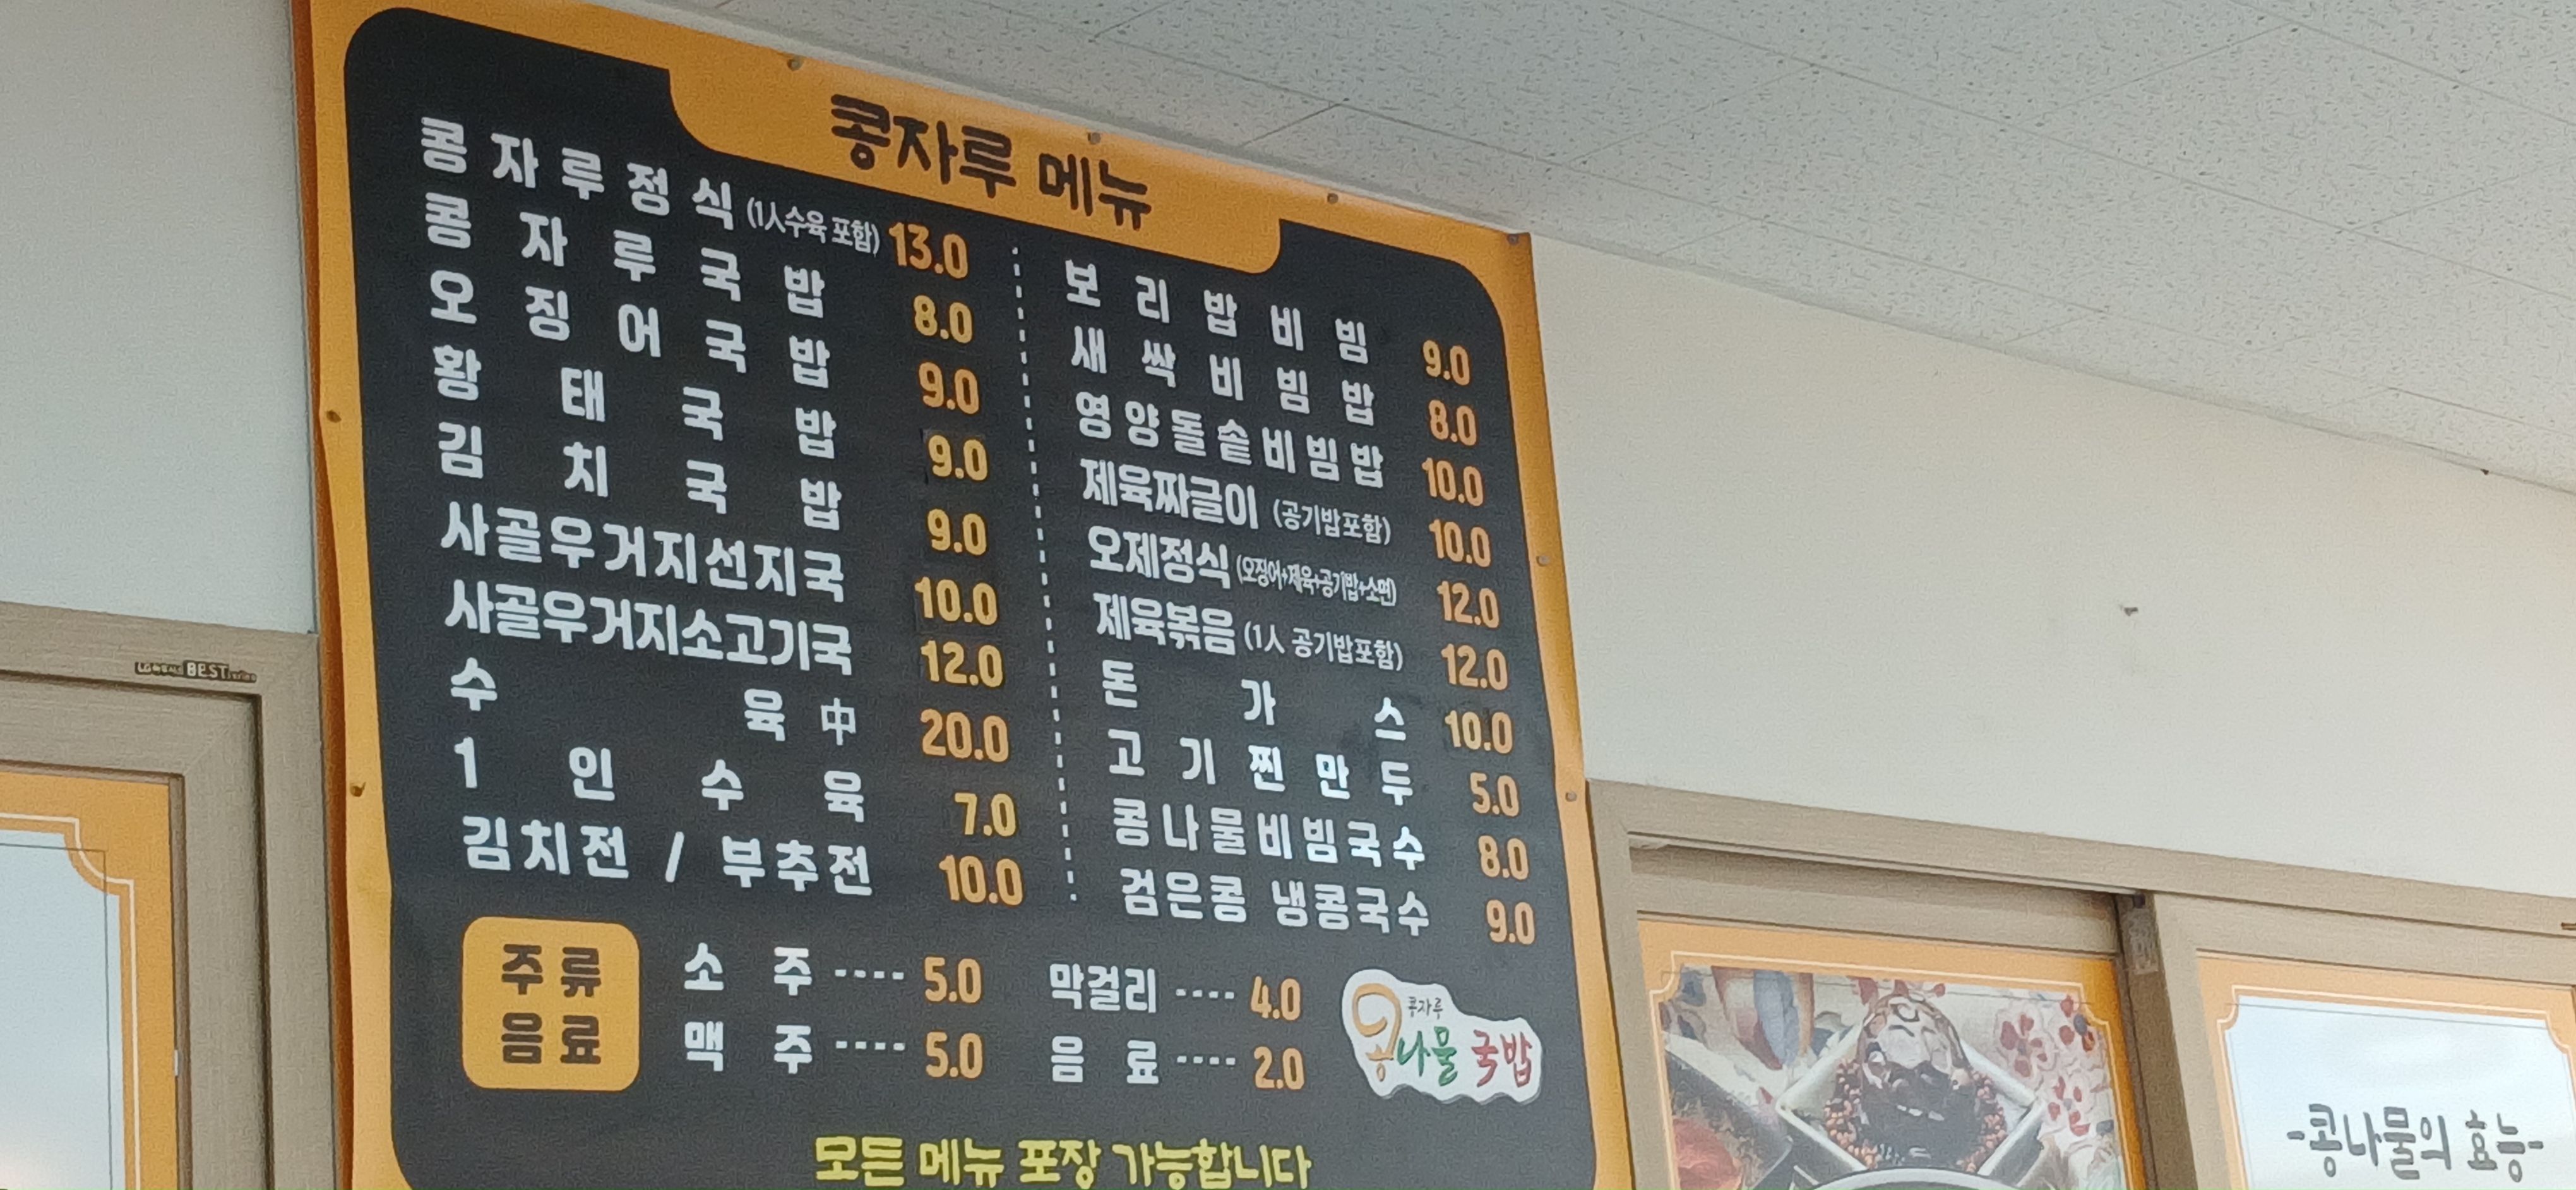 콩자루 메뉴
콩자루정식 (1人수육 포함) 13.0
콩자루국밥 8.0
오징어국밥 9.0
황태국밥 9.0
김치국밥 9.0
사골우거지선지국 10.0
사골우거지소고기국 12.0
수육 中 20.0
1인수육 7.0
김치전 / 부추전 10.0
보리밥비빔 9.0
새싹비빔밥 8.0
영양돌솥비빔밥 10.0
제육짜글이 (공기밥포함) 10.0
오제정식 (오징어+제육+공기밥+소면) 12.0
제육볶음 (1人 공기밥포함) 12.0
돈가스 10.0
고기찐만두 5.0
콩나물비빔국수 8.0
검은콩 냉콩국수 9.0
주류
음료
소주 ---- 5.0
맥주 ---- 5.0
막걸리 ---- 4.0
음료 ---- 2.0
콩자루
콩나물 국밥
모든 메뉴 포장 가능합니다
BEST
-콩나물의 효능-